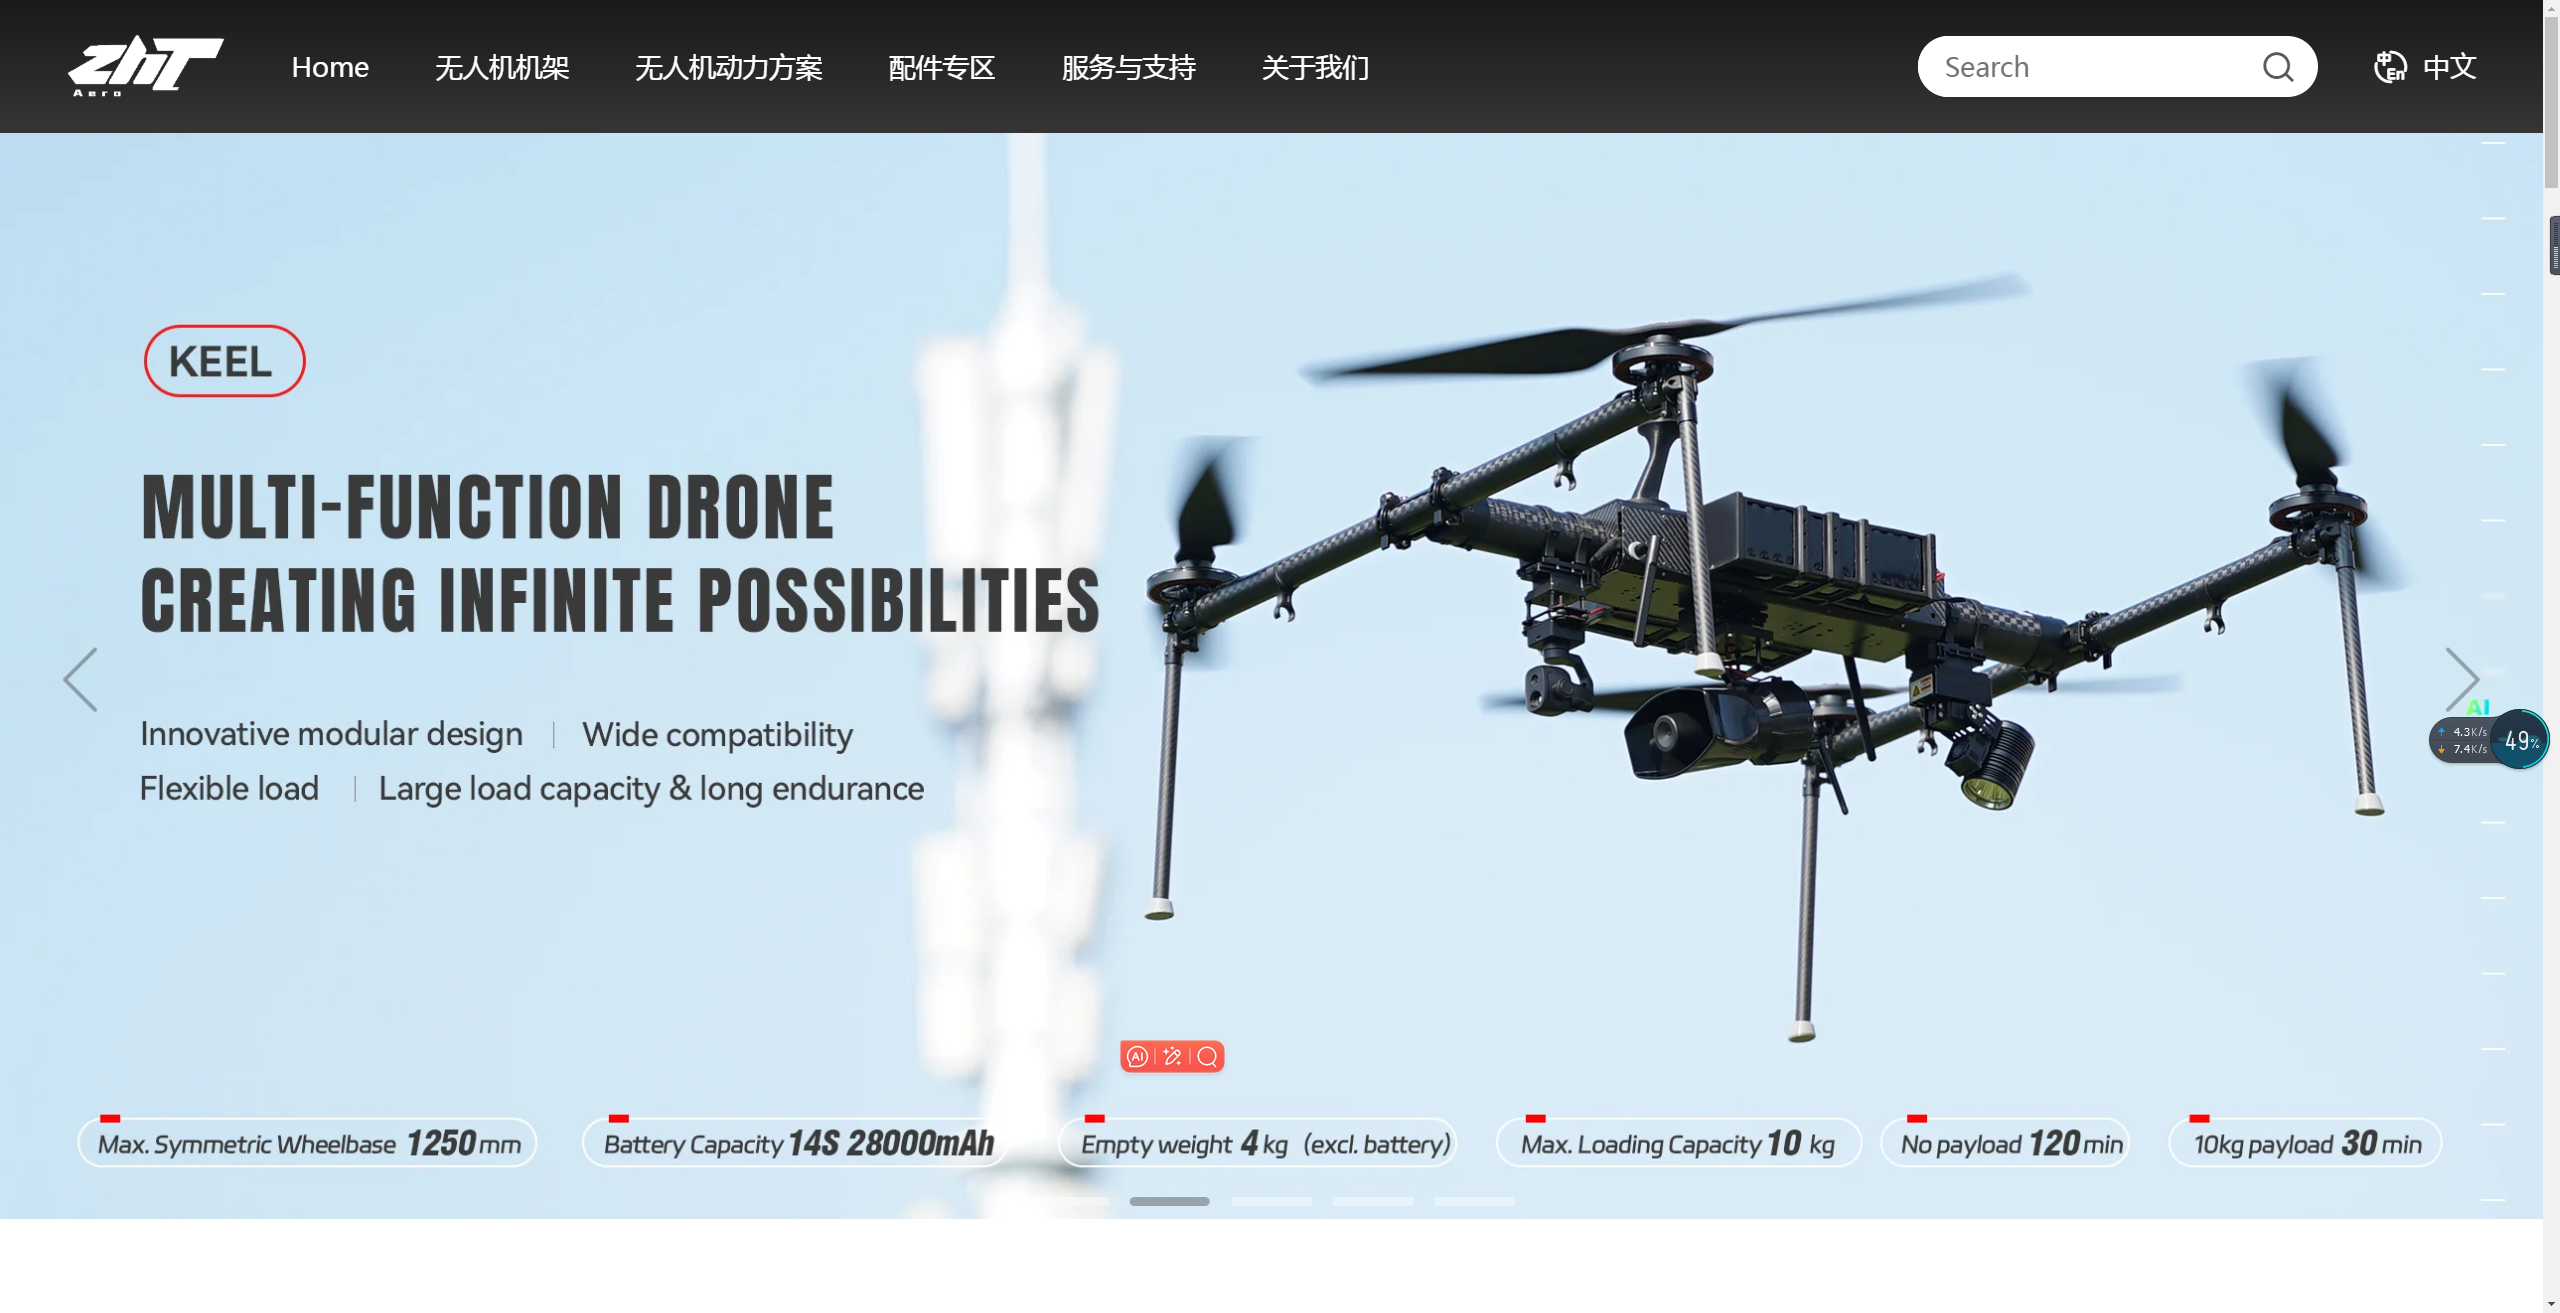 zhT
Aero
Home
无人机机架
无人机动力方案
配件专区
服务与支持
关于我们
Search
中 En
中文
KEEL
MULTI-FUNCTION DRONE
CREATING INFINITE POSSIBILITIES
Innovative modular design | Wide compatibility
Flexible load | Large load capacity & long endurance
AI
4.3K/s
7.4K/s
49%
AI
Max. Symmetric Wheelbase 1250 mm
Battery Capacity 14S 28000mAh
Empty weight 4 kg (excl. battery)
Max. Loading Capacity 10 kg
No payload 120 min
10kg payload 30 min